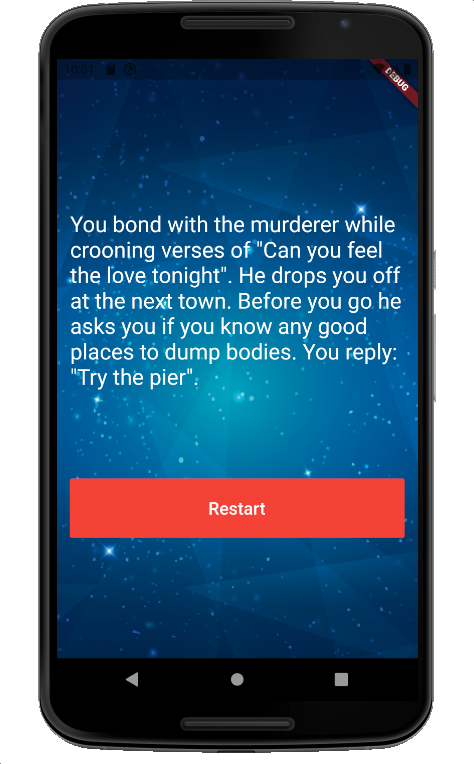 10:01
DEBUG
You bond with the murderer while
crooning verses of "Can you feel
the love tonight". He drops you off
at the next town. Before you go he
asks you if you know any good
places to dump bodies. You reply:
"Try the pier".
Restart